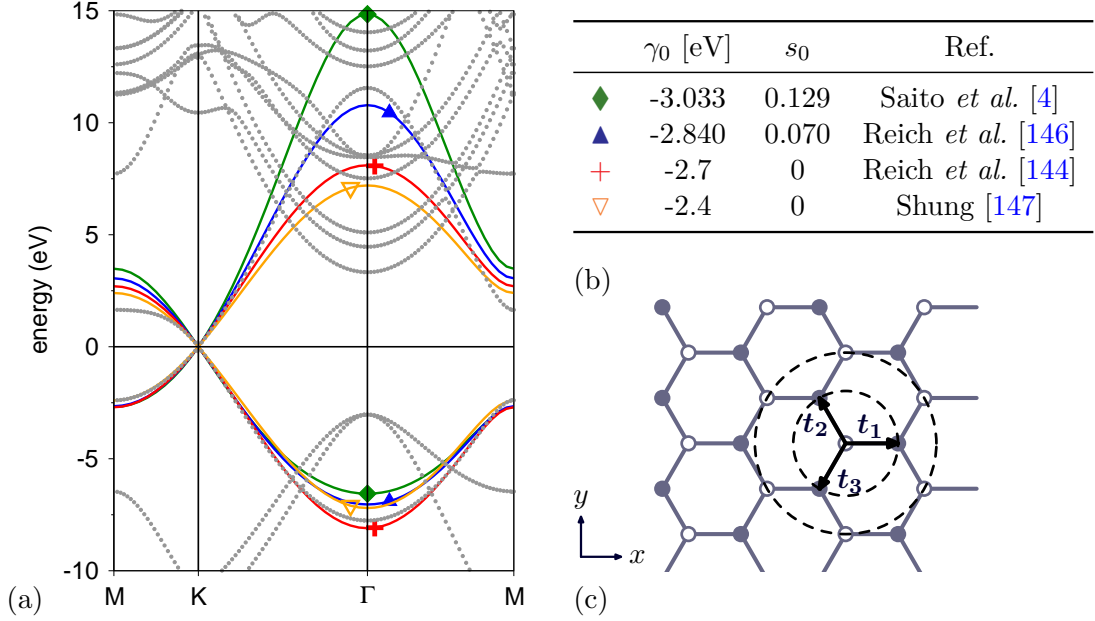 15
10
5
0
-5
-10
energy (eV)
M K Γ M
(a)
γ₀ [eV] s₀ Ref.
-3.033 0.129 Saito et al. [4]
-2.840 0.070 Reich et al. [146]
-2.7 0 Reich et al. [144]
-2.4 0 Shung [147]
(b)
t₂ t₁
t₃
y
x
(c)